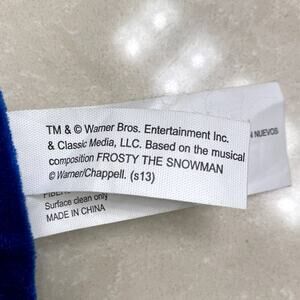 TM & © Warner Bros. Entertainment Inc.
& Classic Media, LLC. Based on the musical
composition FROSTY THE SNOWMAN
© Warner/Chappell. (s13)
NUEVOS
Surface clean only
MADE IN CHINA